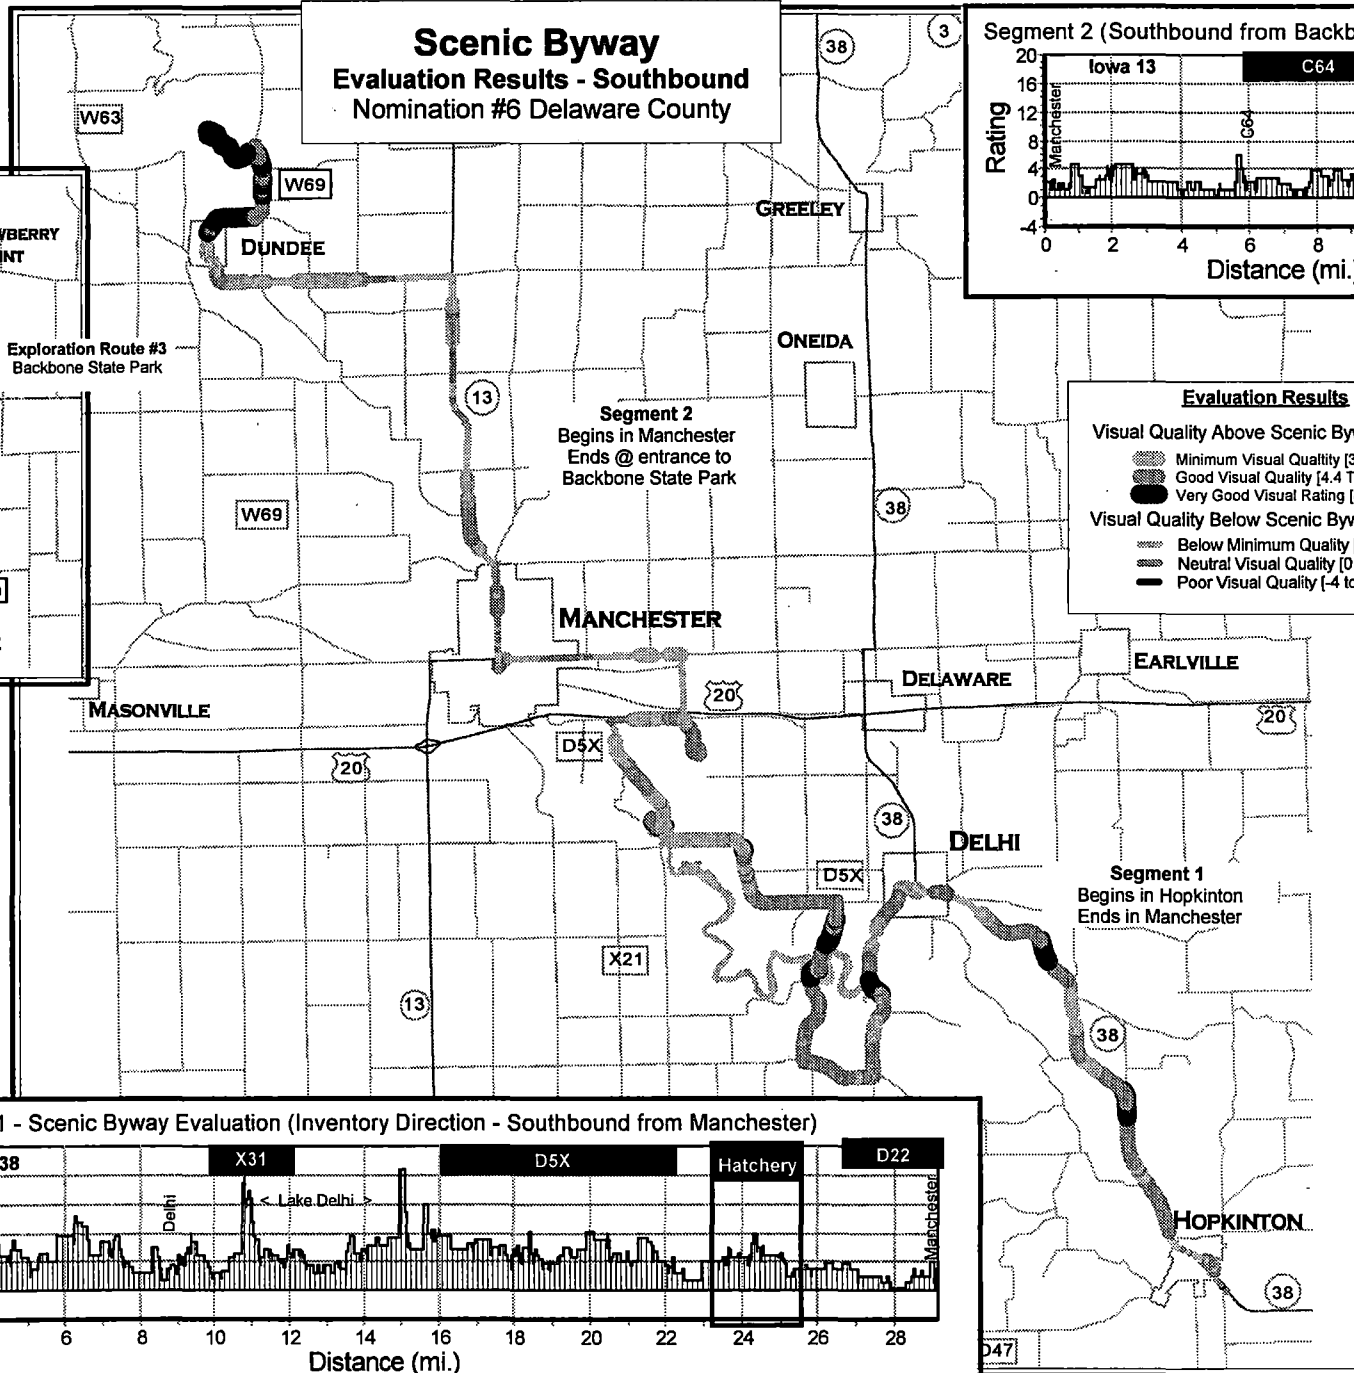 Scenic Byway
Evaluation Results - Southbound
Nomination #6 Delaware County
38
3
W63
W69
DUNDEE
GREELEY
Segment 2 (Southbound from Backb
20
16
12
8
4
0
-4
Rating
Iowa 13
C64
Manchester
C64
0 2 4 6 8
Distance (mi.)
WBERRY
INT
Exploration Route #3
Backbone State Park
ONEIDA
13
Segment 2
Begins in Manchester
Ends @ entrance to
Backbone State Park
W69
38
Evaluation Results
Visual Quality Above Scenic Byw
Minimum Visual Qualtity [3
Good Visual Quality [4.4 T
Very Good Visual Rating [
Visual Quality Below Scenic Byw
Below Minimum Quality
Neutral Visual Quality [0
Poor Visual Quality [-4 to
MANCHESTER
EARLVILLE
DELAWARE
MASONVILLE
20
20
20
D5X
38
DELHI
D5X
Segment 1
Begins in Hopkinton
Ends in Manchester
X21
13
38
HOPKINTON
38
D47
1 - Scenic Byway Evaluation (Inventory Direction - Southbound from Manchester)
38
X31
D5X
Hatchery
D22
Delhi
< Lake Delhi >
Manchester
6 8 10 12 14 16 18 20 22 24 26 28
Distance (mi.)